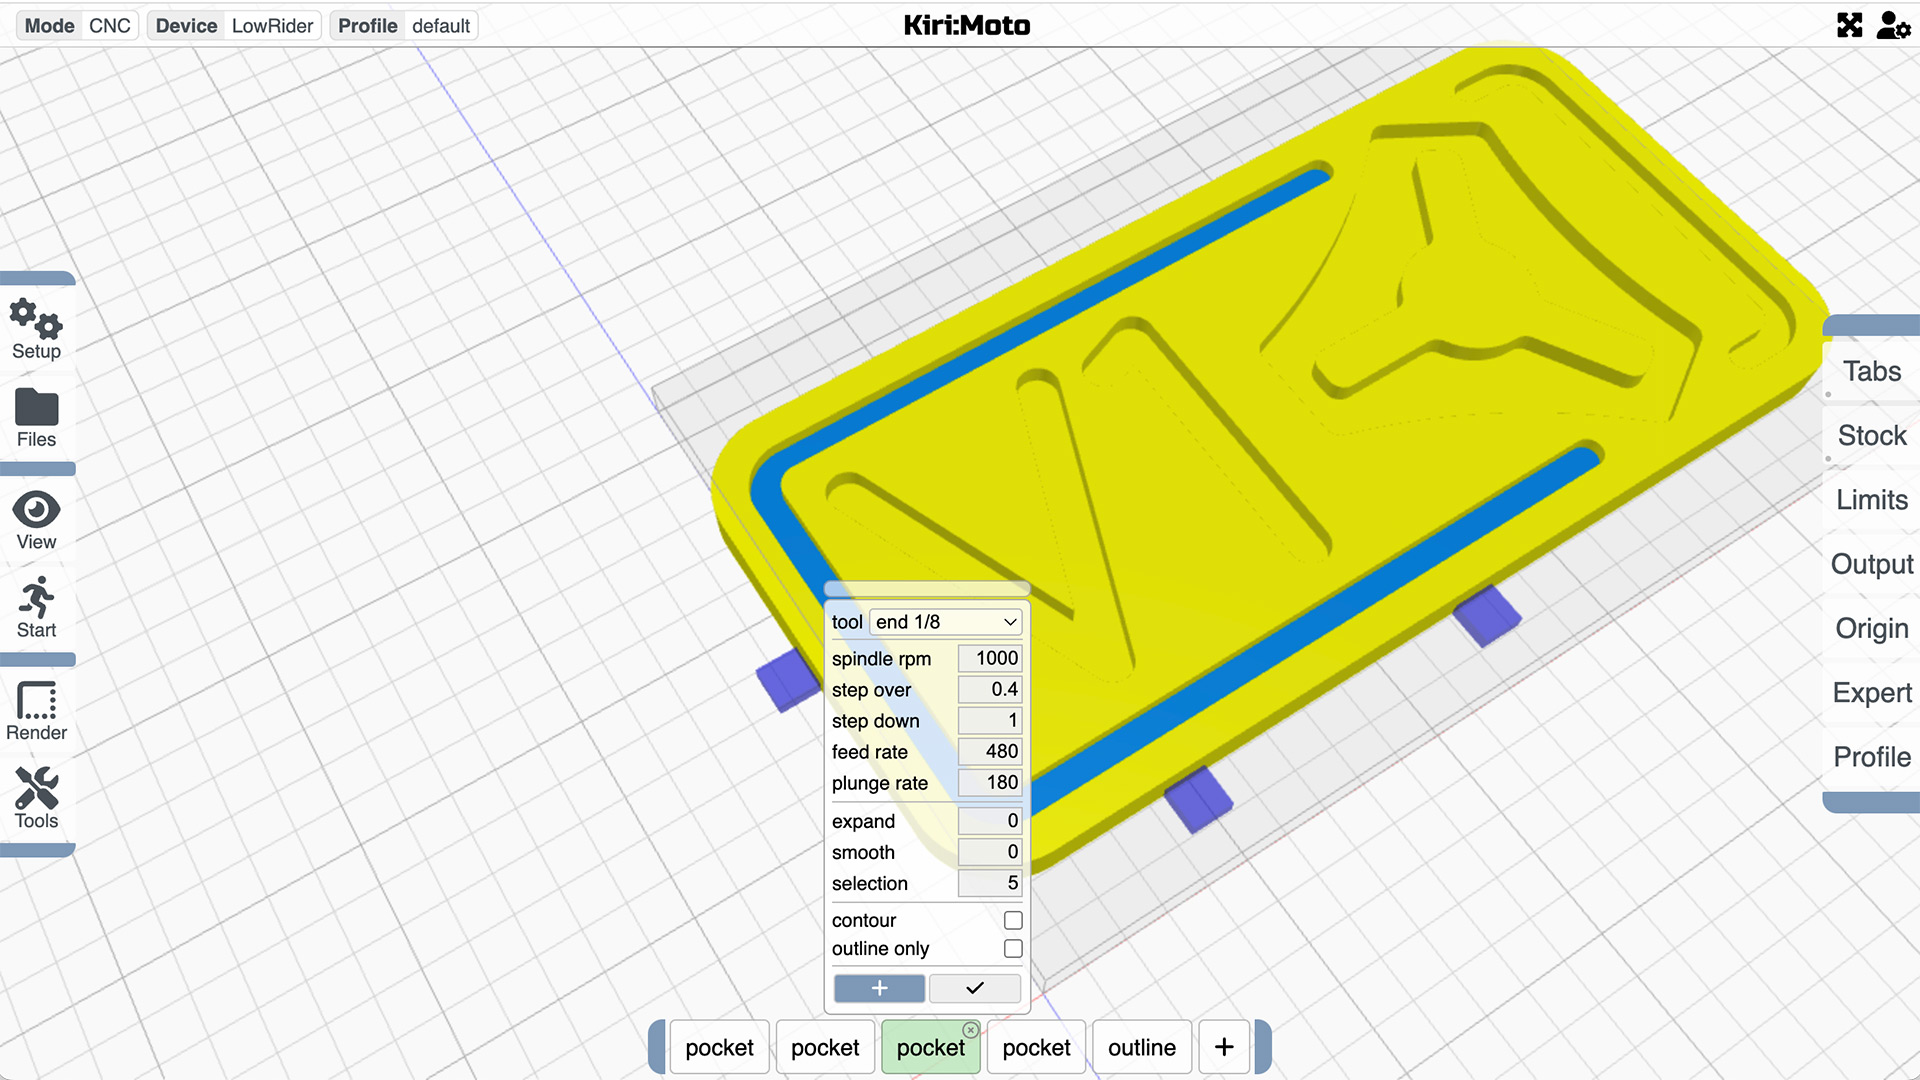 Mode CNC Device LowRider Profile default
Kiri:Moto
Setup
Files
View
Start
Render
Tools
Tabs
Stock
Limits
Output
Origin
Expert
Profile
tool end 1/8
spindle rpm 1000
step over 0.4
step down 1
feed rate 480
plunge rate 180
expand 0
smooth 0
selection 5
contour
outline only
+
pocket pocket pocket pocket outline +